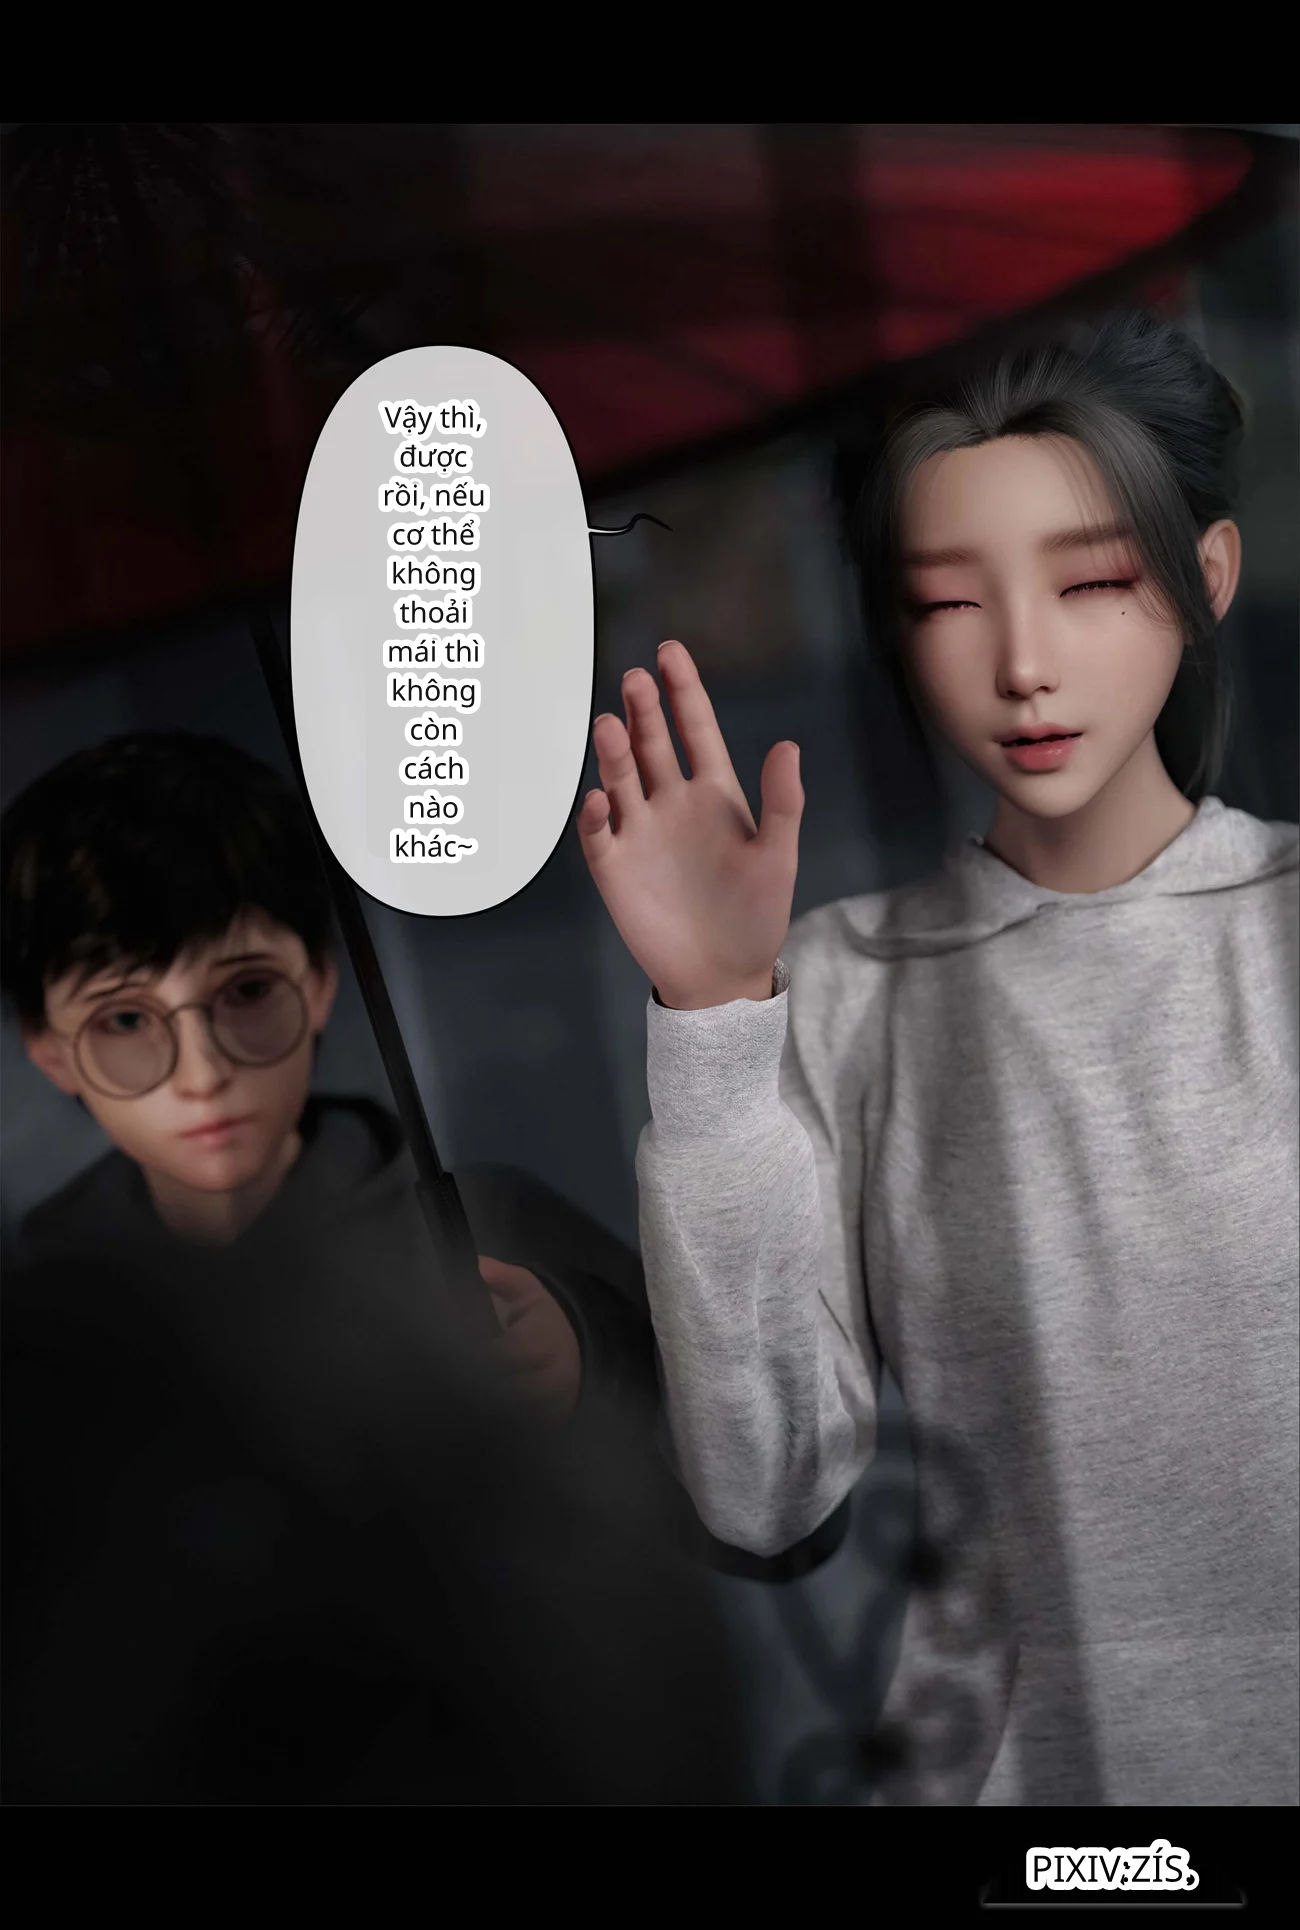 Vậy thì,
được
rồi, nếu
cơ thể
không
thoải
mái thì
không
còn
cách
nào
khác~
PIXIV:ZÍS,